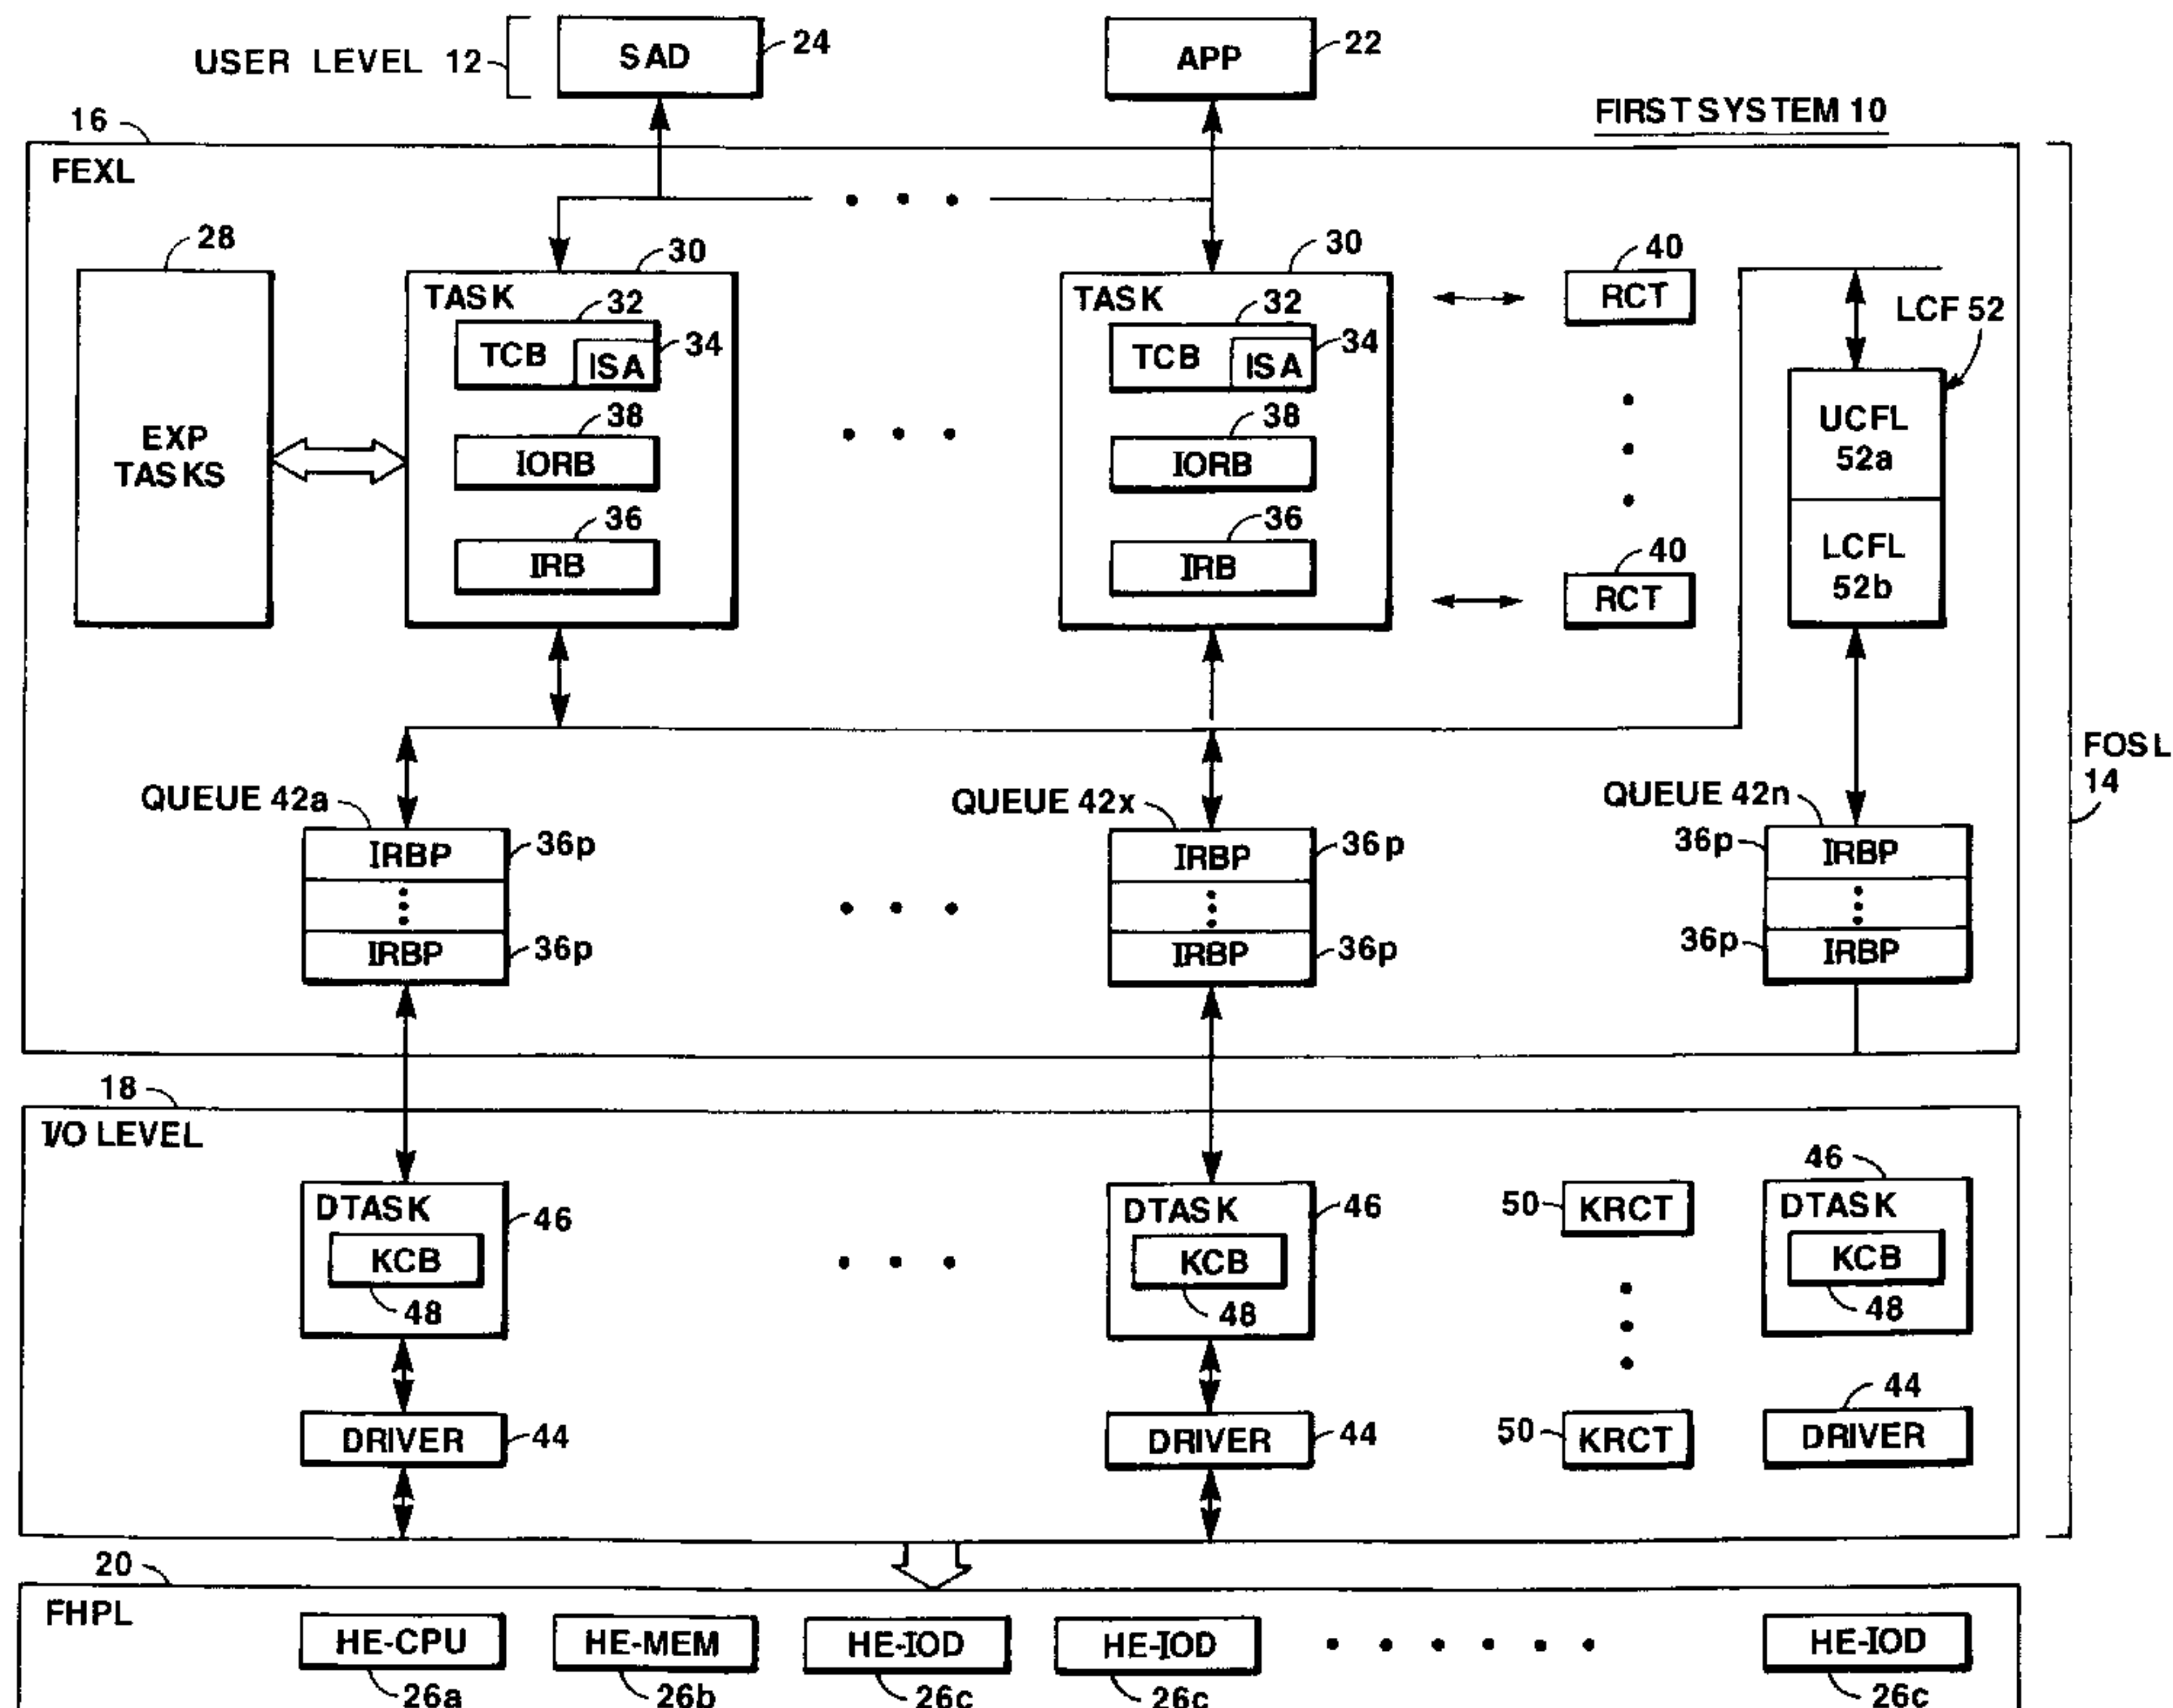 USER LEVEL 12
SAD
24
APP
22
FIRST SYSTEM 10
16
FEXL
28
EXP
TASKS
30
TASK
32
TCB
ISA
34
38
IORB
36
IRB
30
TASK
32
TCB
ISA
34
38
IORB
36
IRB
40
RCT
40
RCT
LCF 52
UCFL
52a
LCFL
52b
FOSL
14
QUEUE 42a
IRBP
36p
IRBP
36p
QUEUE 42x
IRBP
36p
IRBP
36p
QUEUE 42n
36p
IRBP
36p
IRBP
18
I/O LEVEL
DTASK
46
KCB
48
DTASK
46
KCB
48
50
KRCT
46
DTASK
KCB
48
DRIVER
44
DRIVER
44
50
KRCT
44
DRIVER
20
FHPL
HE-CPU
26a
HE-MEM
26b
HE-IOD
26c
HE-IOD
26c
HE-IOD
26c